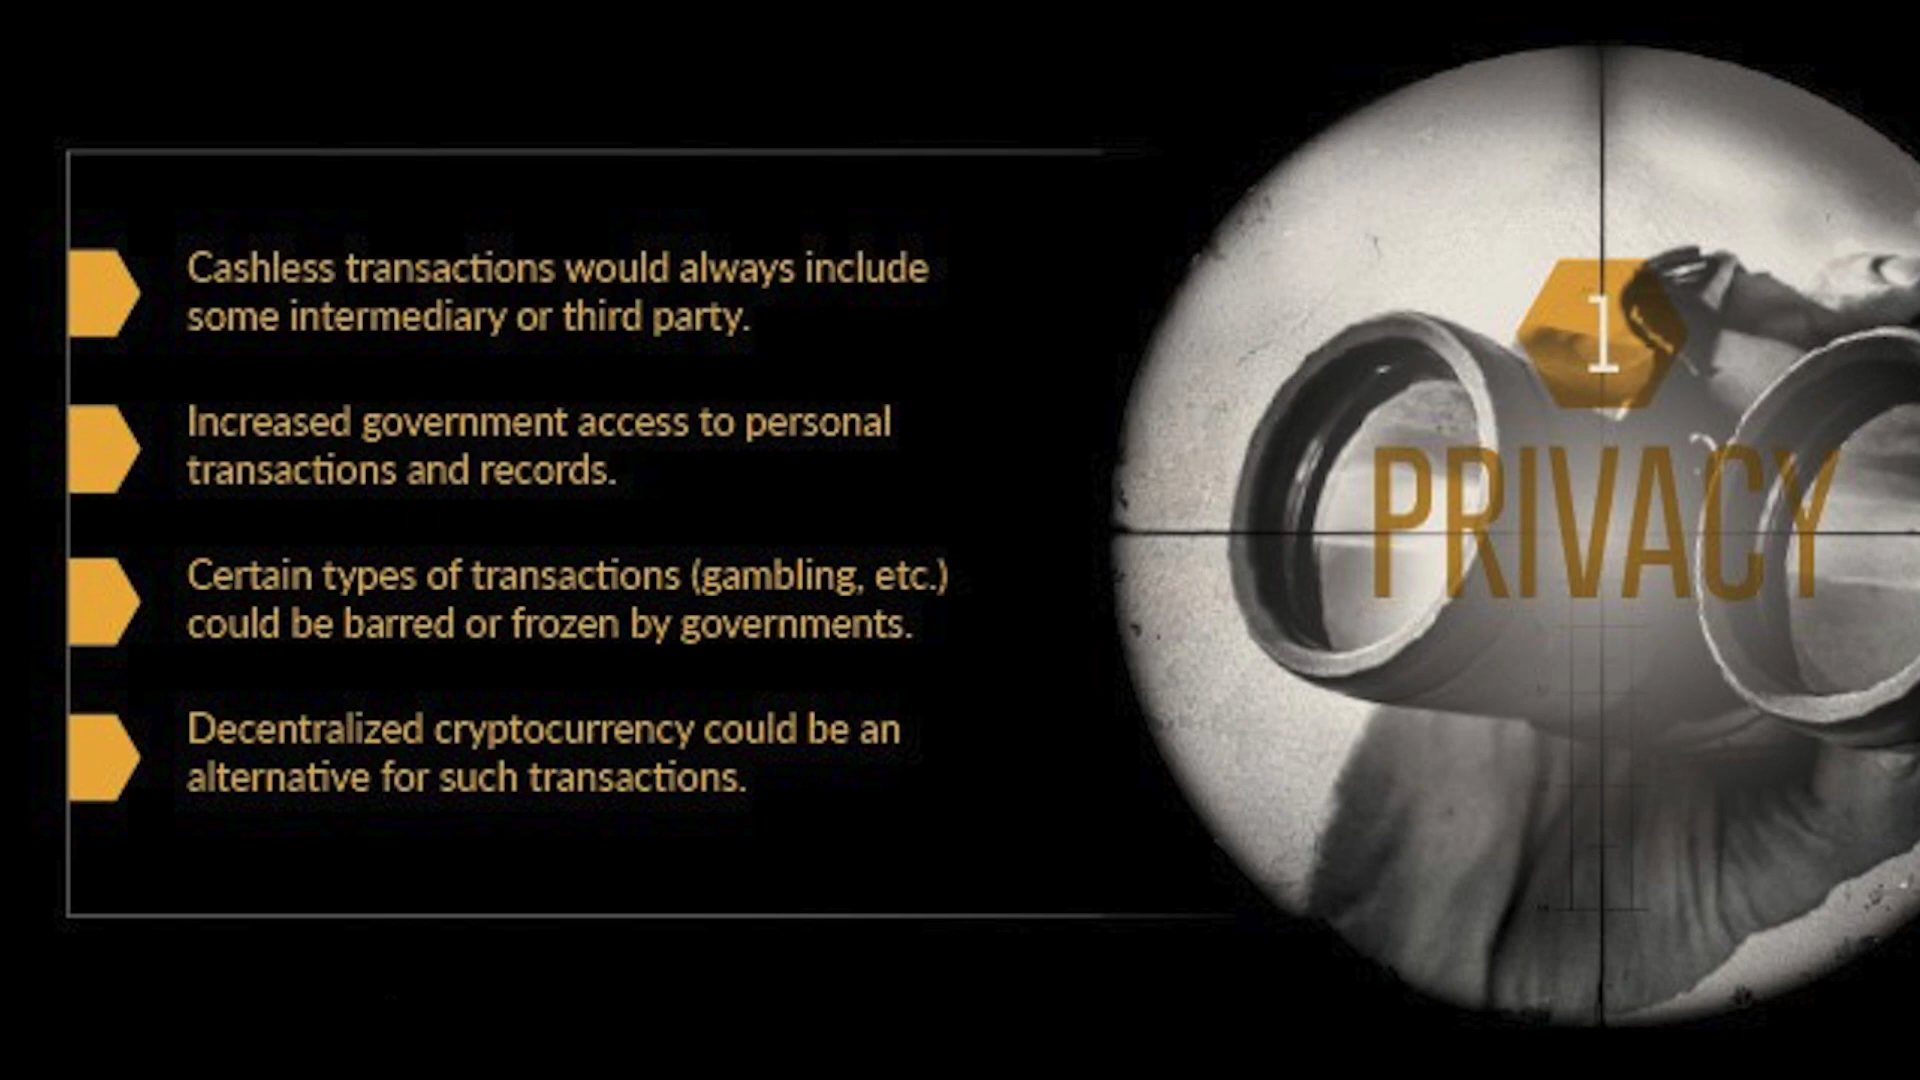 Cashless transactions would always include
some intermediary or third party.
Increased government access to personal
transactions and records.
Certain types of transactions (gambling, etc.)
could be barred or frozen by governments.
Decentralized cryptocurrency could be an
alternative for such transactions.
1
PRIVACY